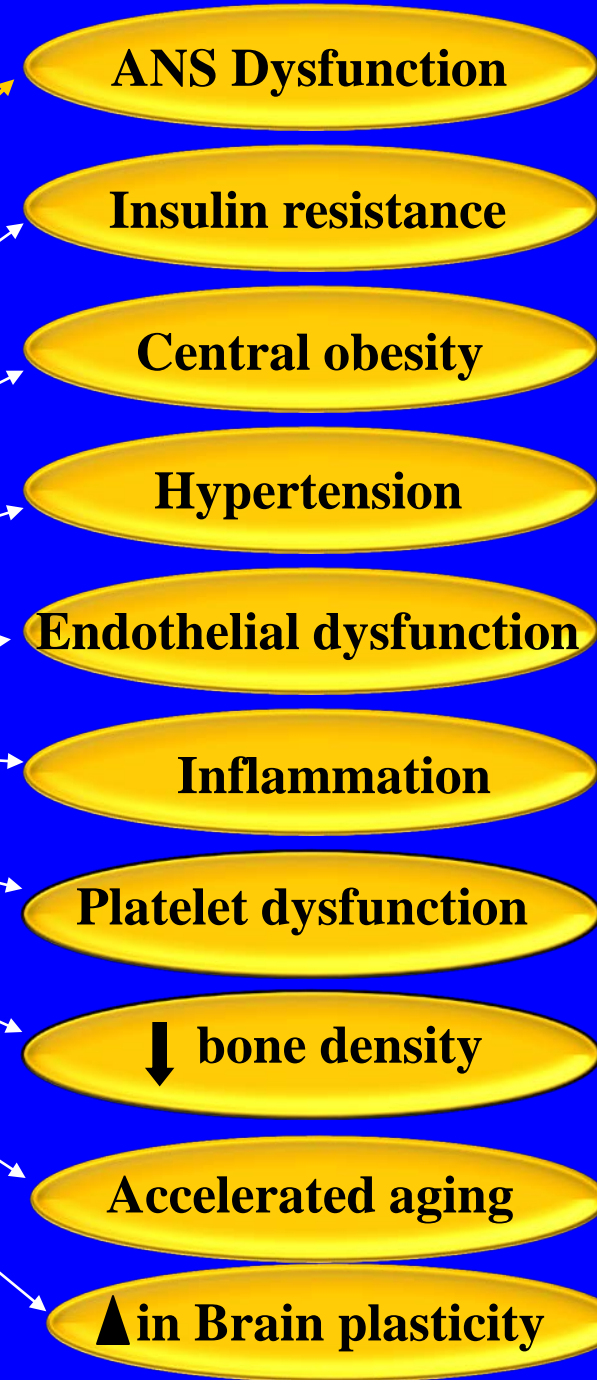 ANS Dysfunction
Insulin resistance
Central obesity
Hypertension
Endothelial dysfunction
Inflammation
Platelet dysfunction
⬇ bone density
Accelerated aging
▲in Brain plasticity